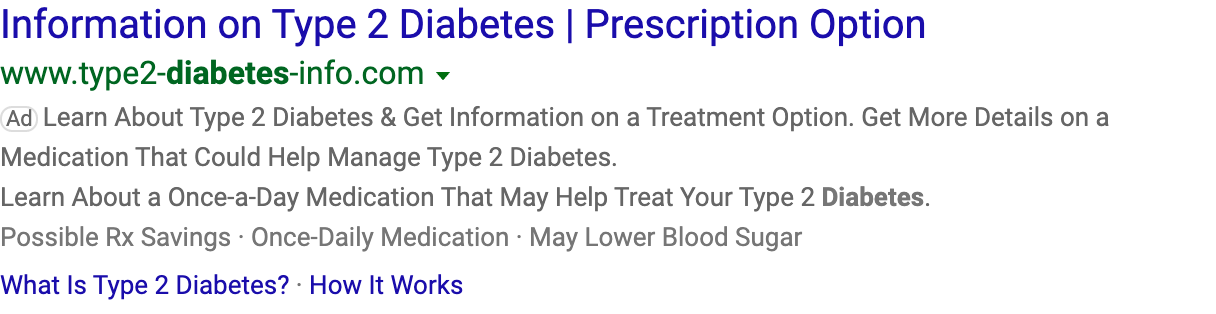 Information on Type 2 Diabetes | Prescription Option
www.type2-diabetes-info.com
Ad Learn About Type 2 Diabetes & Get Information on a Treatment Option. Get More Details on a
Medication That Could Help Manage Type 2 Diabetes.
Learn About a Once-a-Day Medication That May Help Treat Your Type 2 Diabetes.
Possible Rx Savings · Once-Daily Medication · May Lower Blood Sugar
What Is Type 2 Diabetes? · How It Works